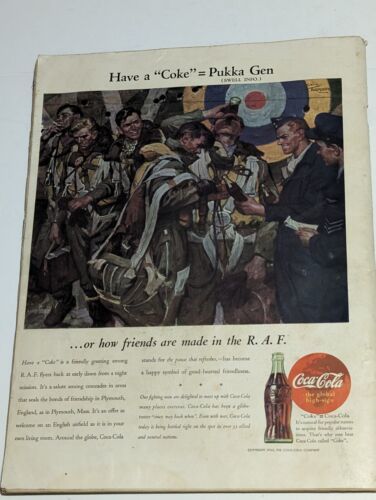 Have a "Coke" = Pukka Gen
(SWELL INFO.)
...or how friends are made in the R. A. F.
Have a "Coke" is a friendly greeting among
R. A. F. flyers back at early dawn from a night
mission. It's a salute among comrades in arms
that seals the bonds of friendship in Plymouth,
England, as in Plymouth, Mass. It's an offer as
welcome on an English airfield as it is in your
own living room. Around the globe, Coca-Cola
stands for the pause that refreshes,—has become
a happy symbol of good-hearted friendliness.
* * *
Our fighting men are delighted to meet up with Coca-Cola
many places overseas. Coca-Cola has been a globe-
trotter "since way back when". Even with war, Coca-Cola
today is being bottled right on the spot in over 35 allied
and neutral nations.
Coca-Cola
Coca-Cola
the global
high-sign
"Coke" = Coca-Cola
It's natural for popular names
to acquire friendly abbrevia-
tions. That's why you hear
Coca-Cola called "Coke".
COPYRIGHT 1944, THE COCA-COLA COMPANY